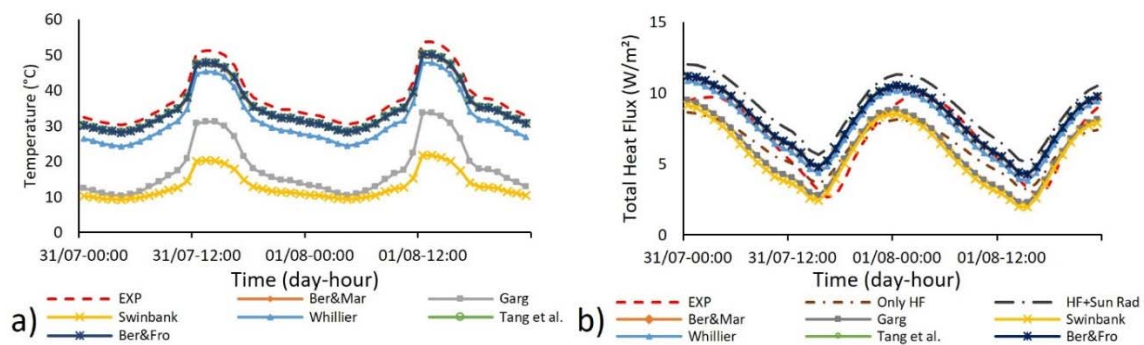 60
50
40
30
20
10
0
Temperature (°C)
31/07-00:00 31/07-12:00 01/08-00:00 01/08-12:00
Time (day-hour)
EXP Ber&Mar Garg
Swinbank Whillier Tang et al.
Ber&Fro
a)
15
10
5
0
Total Heat Flux (W/m²)
31/07-00:00 31/07-12:00 01/08-00:00 01/08-12:00
Time (day-hour)
EXP Only HF HF+Sun Rad
Ber&Mar Garg Swinbank
Whillier Tang et al. Ber&Fro
b)